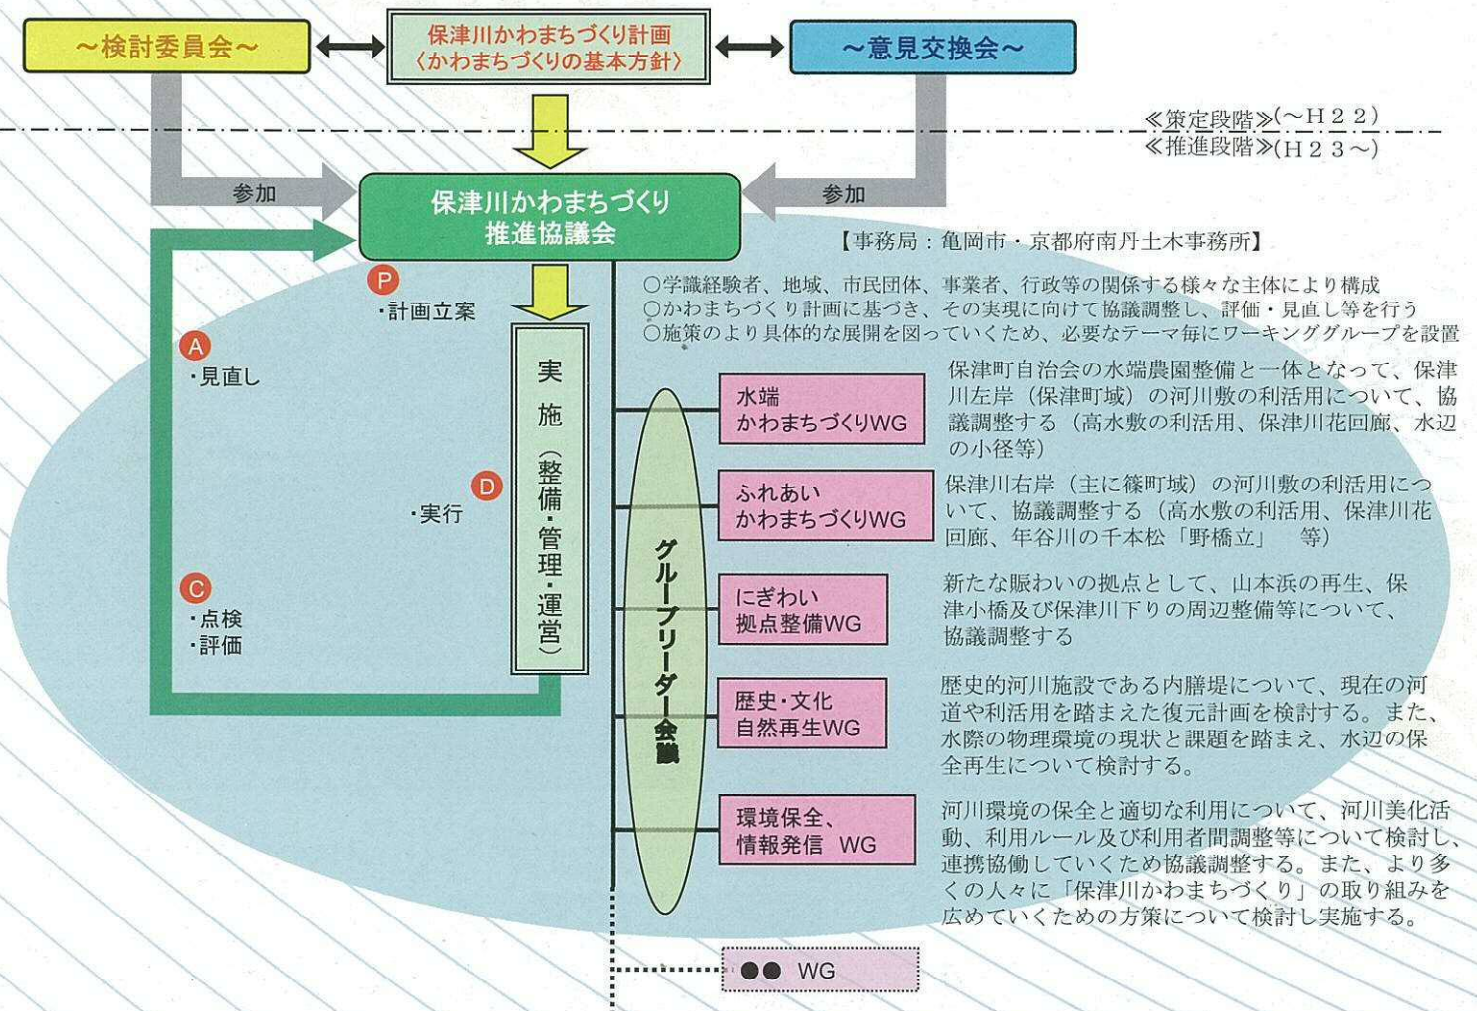 ～検討委員会～
保津川かわまちづくり計画
〈かわまちづくりの基本方針〉
～意見交換会～
≪策定段階≫(～H２２)
≪推進段階≫(H２３～)
参加
保津川かわまちづくり
推進協議会
参加
【事務局：亀岡市・京都府南丹土木事務所】
P
・計画立案
○学識経験者、地域、市民団体、事業者、行政等の関係する様々な主体により構成
○かわまちづくり計画に基づき、その実現に向けて協議調整し、評価・見直し等を行う
○施策のより具体的な展開を図っていくため、必要なテーマ毎にワーキンググループを設置
A
・見直し
実施（整備・管理・運営）
D
・実行
C
・点検
・評価
グループリーダー会議
水端
かわまちづくりWG
保津町自治会の水端農園整備と一体となって、保津
川左岸（保津町域）の河川敷の利活用について、協
議調整する（高水敷の利活用、保津川花回廊、水辺
の小径等）
ふれあい
かわまちづくりWG
保津川右岸（主に篠町域）の河川敷の利活用につ
いて、協議調整する（高水敷の利活用、保津川花
回廊、年谷川の千本松「野橋立」　等）
にぎわい
拠点整備WG
新たな賑わいの拠点として、山本浜の再生、保
津小橋及び保津川下りの周辺整備等について、
協議調整する
歴史・文化
自然再生WG
歴史的河川施設である内膳堤について、現在の河
道や利活用を踏まえた復元計画を検討する。また、
水際の物理環境の現状と課題を踏まえ、水辺の保
全再生について検討する。
環境保全、
情報発信　WG
河川環境の保全と適切な利用について、河川美化活
動、利用ルール及び利用者間調整等について検討し、
連携協働していくため協議調整する。また、より多
くの人々に「保津川かわまちづくり」の取り組みを
広めていくための方策について検討し実施する。
●●　WG